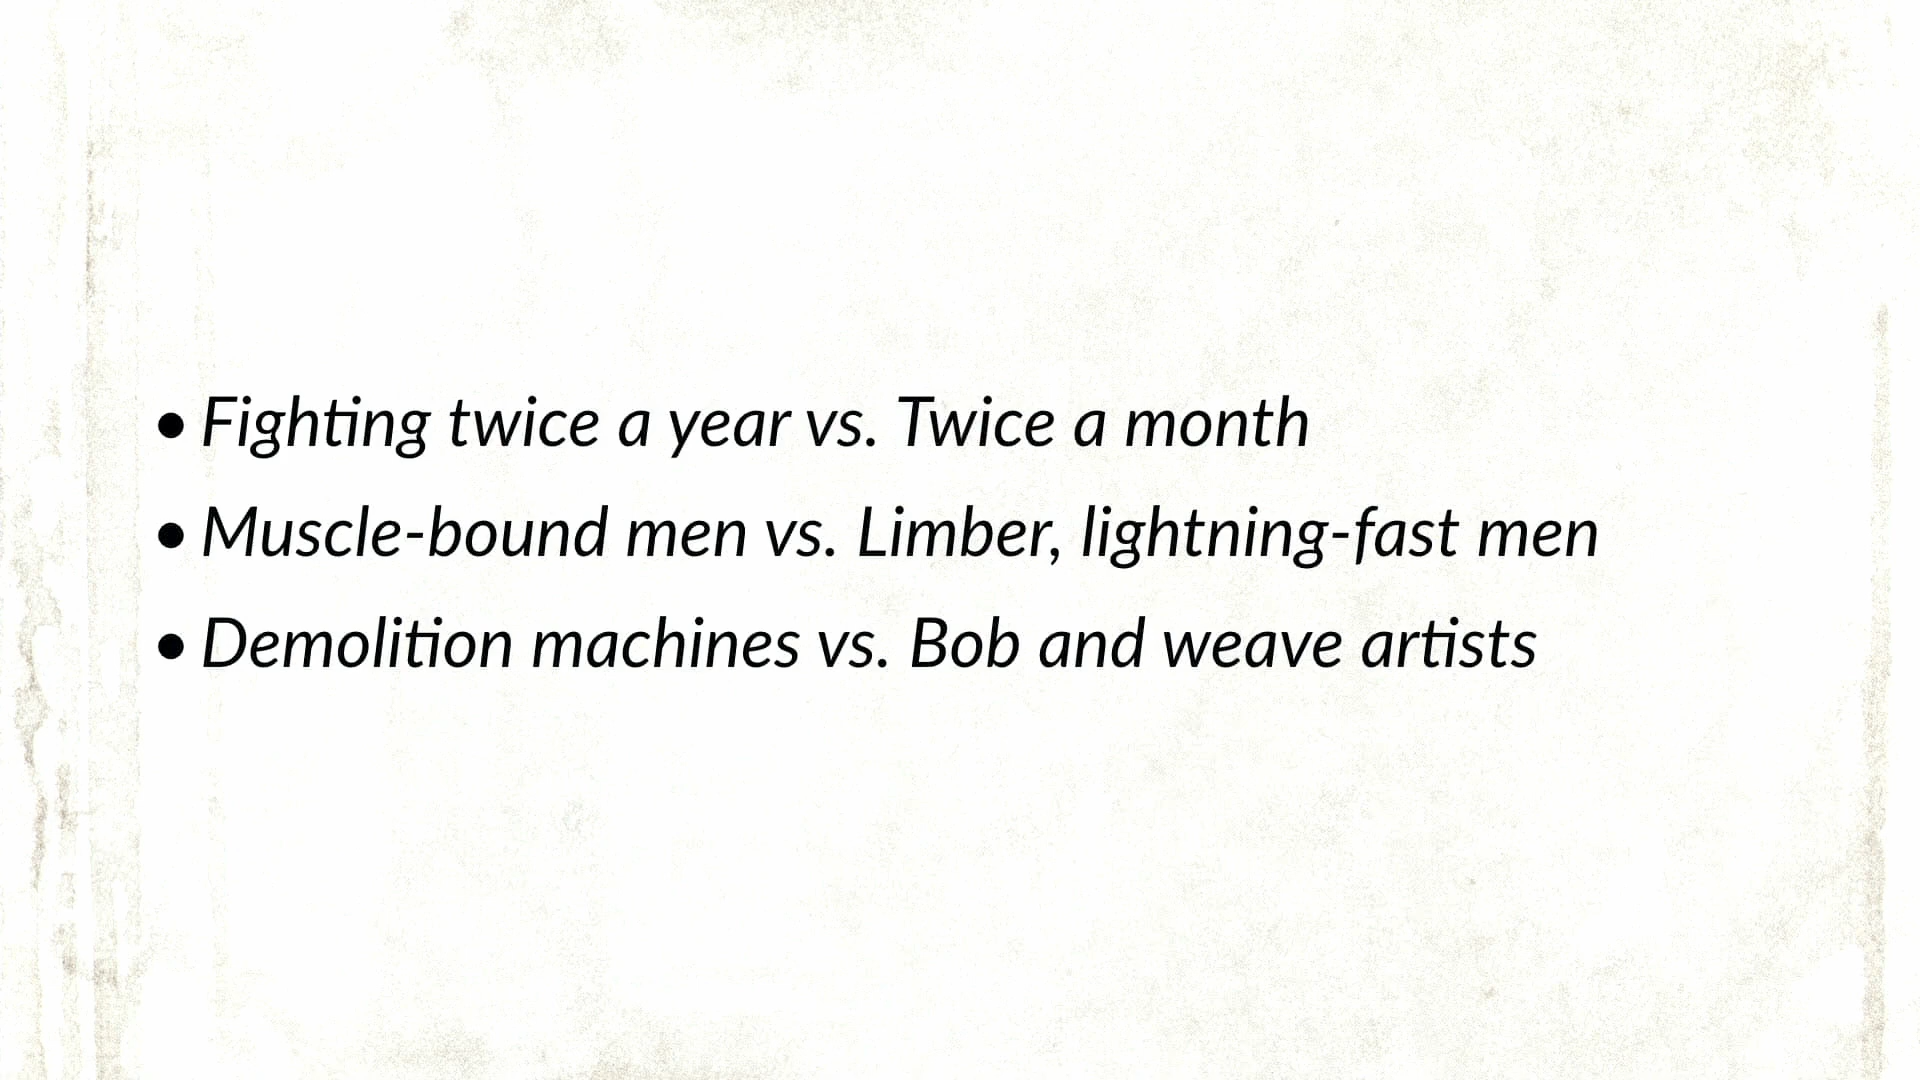 • Fighting twice a year vs. Twice a month
• Muscle-bound men vs. Limber, lightning-fast men
• Demolition machines vs. Bob and weave artists